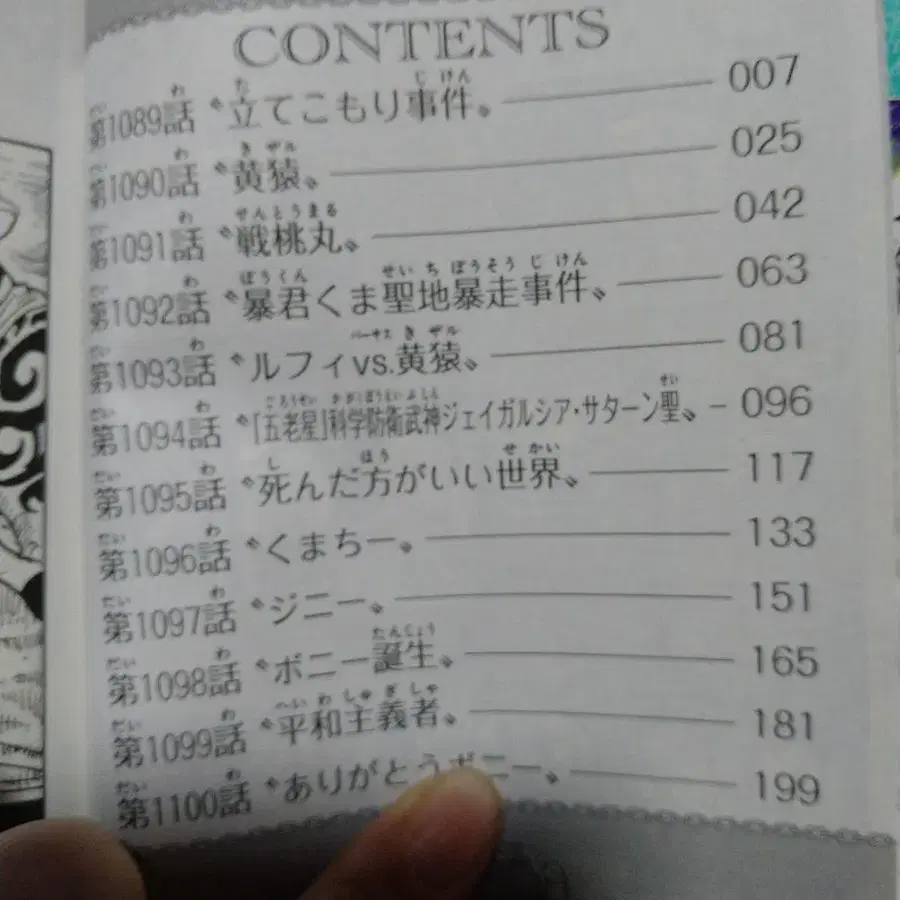 CONTENTS
第1089話 〝立てこもり事件〟 007
第1090話 〝黄猿〟 025
第1091話 〝戦桃丸〟 042
第1092話 〝暴君くま聖地暴走事件〟 063
第1093話 〝ルフィvs.黄猿〟 081
第1094話 〝「五老星」科学防衛武神ジェイガルシア・サターン聖〟 096
第1095話 〝死んだ方がいい世界〟 117
第1096話 〝くまちー〟 133
第1097話 〝ジニー〟 151
第1098話 〝ボニー誕生〟 165
第1099話 〝平和主義者〟 181
第1100話 〝ありがとうボニー〟 199